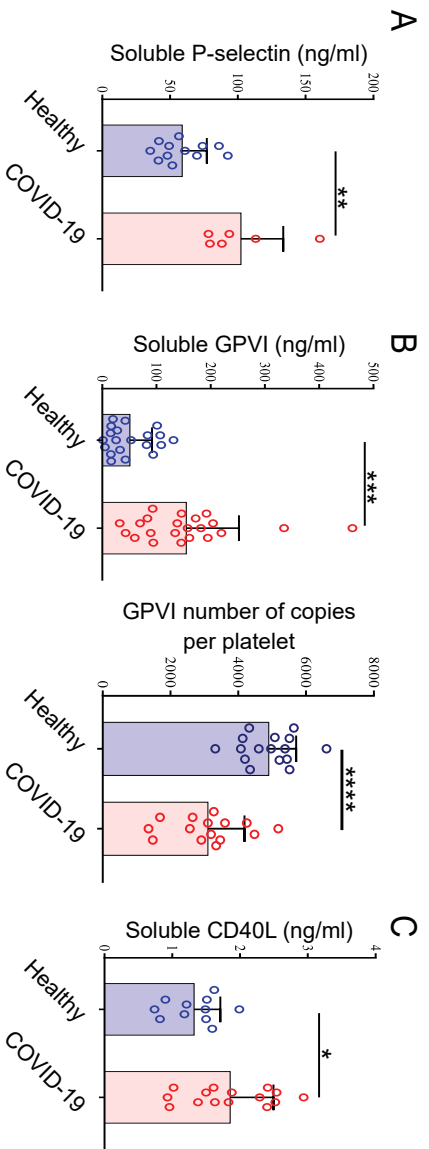 A
Soluble P-selectin (ng/ml)
200
150
100
50
0
**
Healthy
COVID-19
B
Soluble GPVI (ng/ml)
500
400
300
200
100
0
***
Healthy
COVID-19
GPVI number of copies
per platelet
8000
6000
4000
2000
0
****
Healthy
COVID-19
C
Soluble CD40L (ng/ml)
4
3
2
1
0
*
Healthy
COVID-19